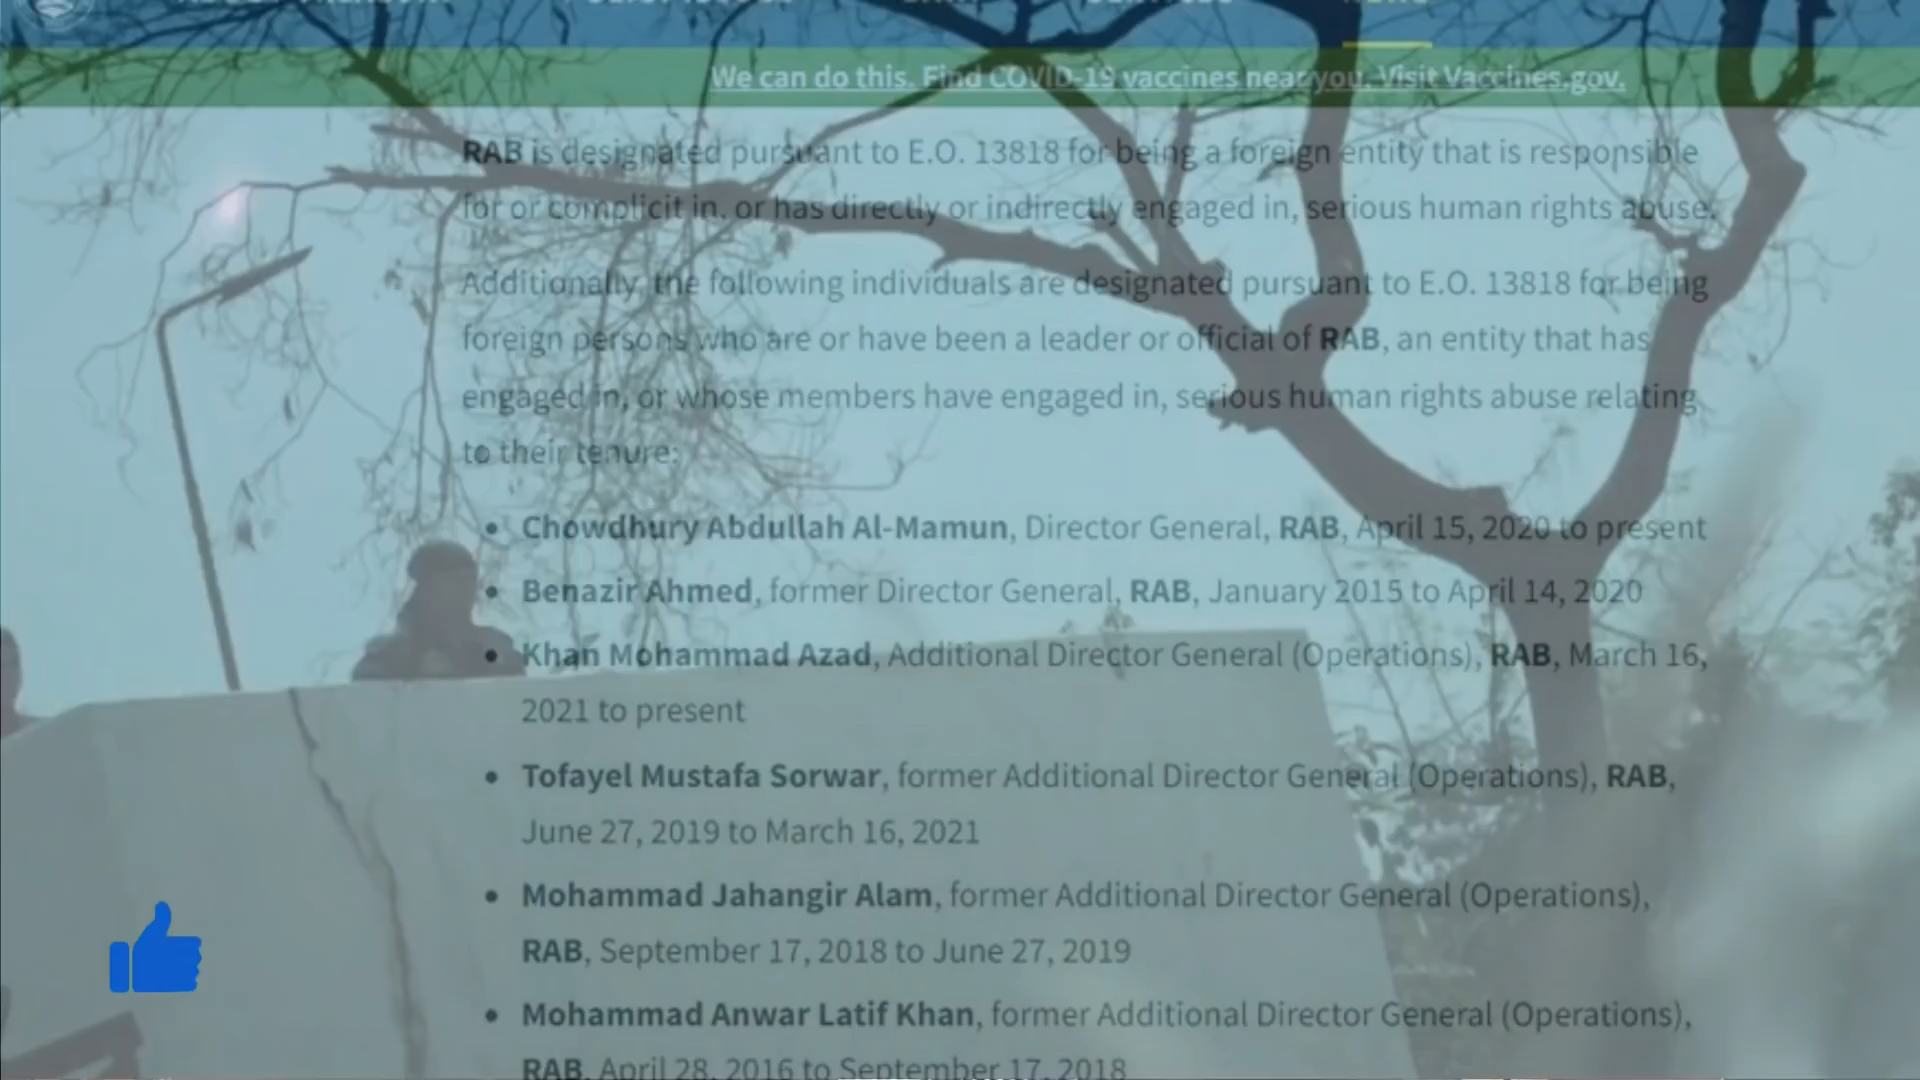 We can do this. Find COVID-19 vaccines near you. Visit Vaccines.gov.
RAB is designated pursuant to E.O. 13818 for being a foreign entity that is responsible
for or complicit in, or has directly or indirectly engaged in, serious human rights abuse.
Additionally, the following individuals are designated pursuant to E.O. 13818 for being
foreign persons who are or have been a leader or official of RAB, an entity that has
engaged in, or whose members have engaged in, serious human rights abuse relating
to their tenure:
• Chowdhury Abdullah Al-Mamun, Director General, RAB, April 15, 2020 to present
• Benazir Ahmed, former Director General, RAB, January 2015 to April 14, 2020
• Khan Mohammad Azad, Additional Director General (Operations), RAB, March 16,
2021 to present
• Tofayel Mustafa Sorwar, former Additional Director General (Operations), RAB,
June 27, 2019 to March 16, 2021
• Mohammad Jahangir Alam, former Additional Director General (Operations),
RAB, September 17, 2018 to June 27, 2019
• Mohammad Anwar Latif Khan, former Additional Director General (Operations),
RAB, April 28, 2016 to September 17, 2018